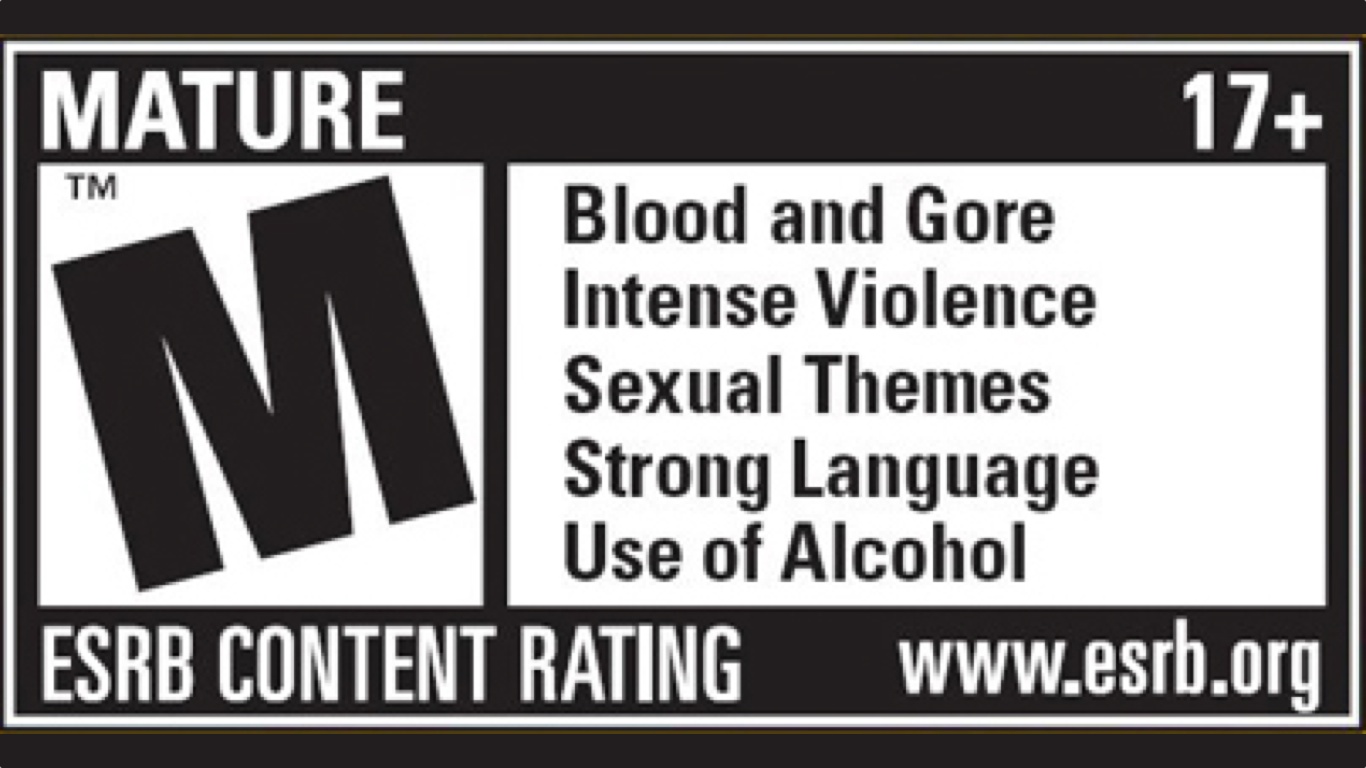 MATURE 17+
TM
M
Blood and Gore
Intense Violence
Sexual Themes
Strong Language
Use of Alcohol
ESRB CONTENT RATING www.esrb.org